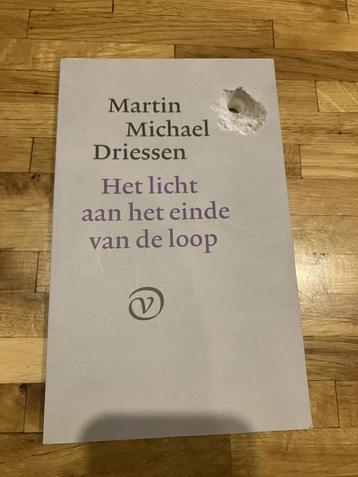 Martin
Michael
Driessen
Het licht
aan het einde
van de loop
v